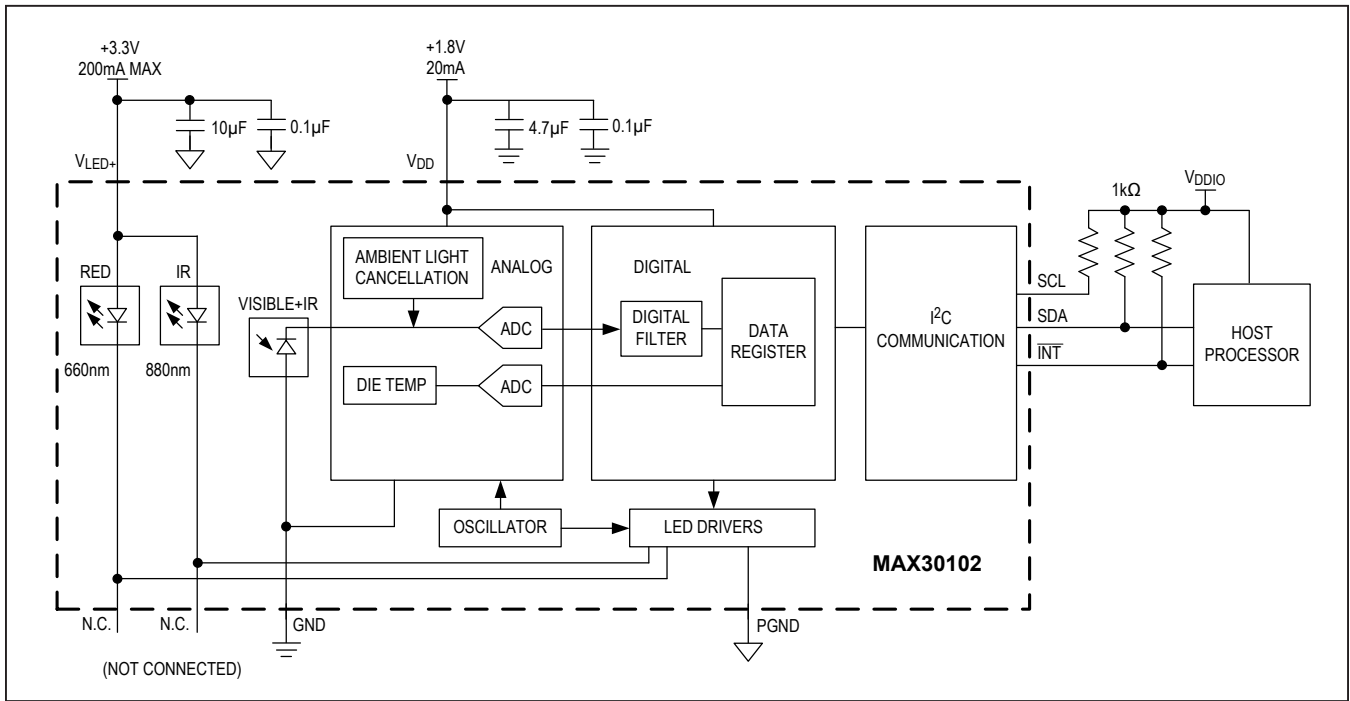 +3.3V
200mA MAX
+1.8V
20mA
10µF
0.1µF
4.7µF
0.1µF
VLED+
VDD
1kΩ
VDDIO
RED
IR
660nm
880nm
VISIBLE+IR
AMBIENT LIGHT
CANCELLATION
ANALOG
ADC
DIE TEMP
ADC
DIGITAL
DIGITAL
FILTER
DATA
REGISTER
I2C
COMMUNICATION
SCL
SDA
INT
HOST
PROCESSOR
OSCILLATOR
LED DRIVERS
MAX30102
N.C.
N.C.
GND
PGND
(NOT CONNECTED)